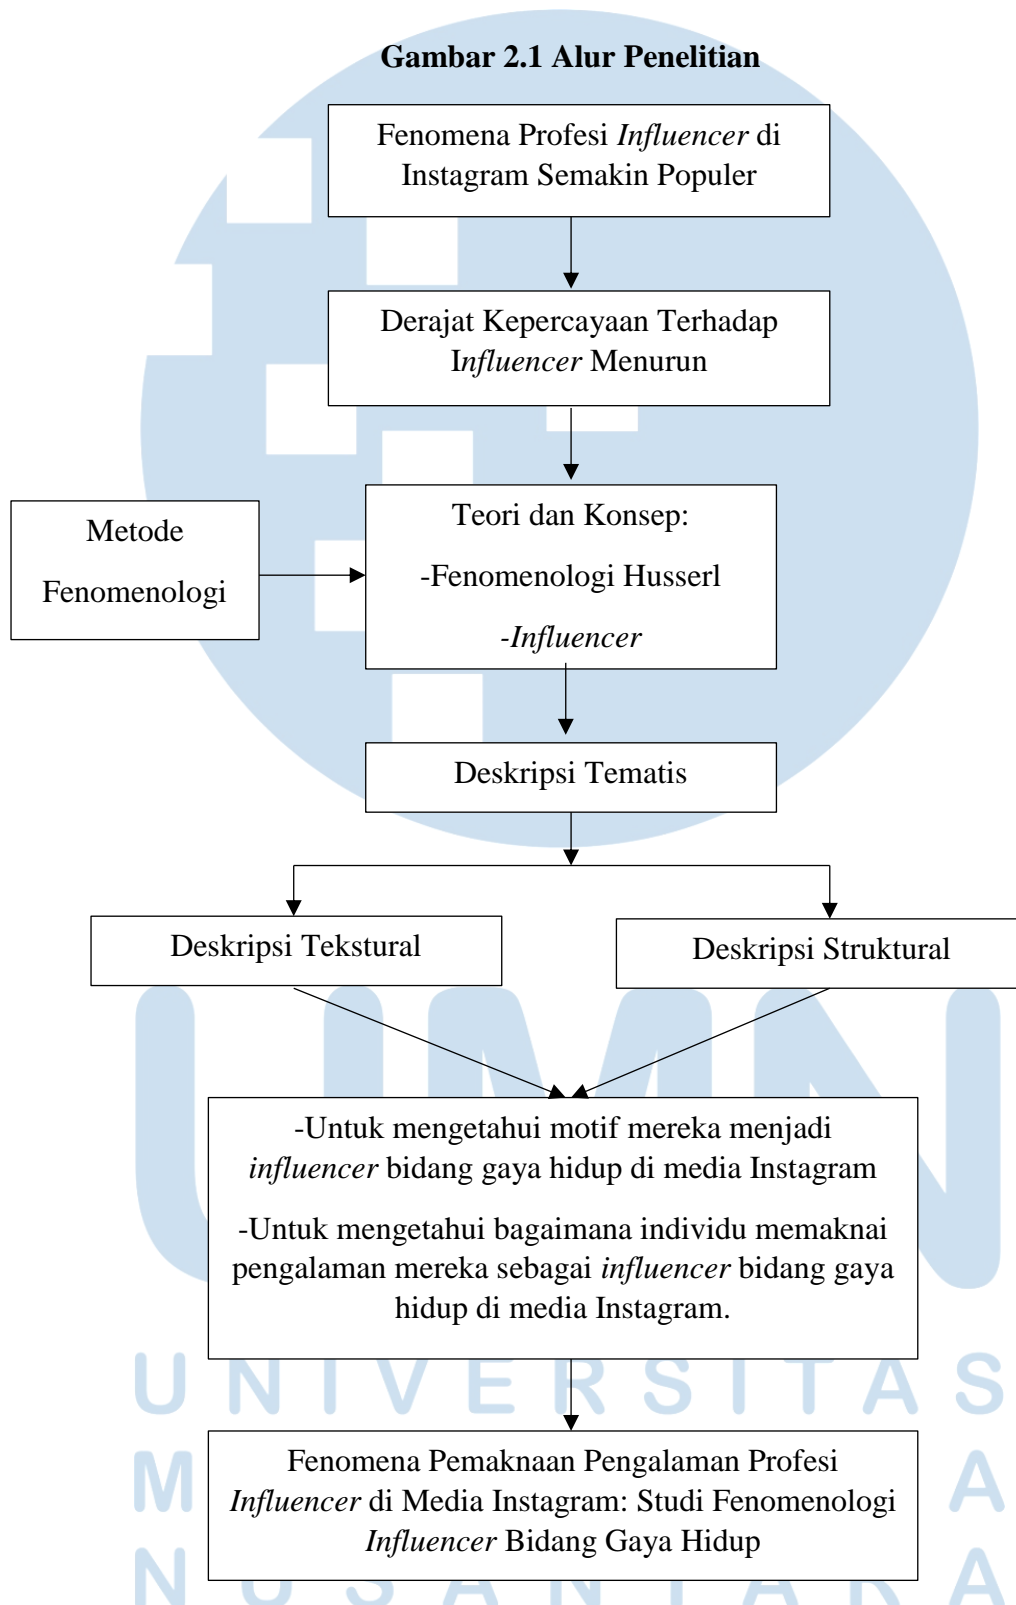 Gambar 2.1 Alur Penelitian
Fenomena Profesi Influencer di
Instagram Semakin Populer
Derajat Kepercayaan Terhadap
Influencer Menurun
Metode
Fenomenologi
Teori dan Konsep:
-Fenomenologi Husserl
-Influencer
Deskripsi Tematis
Deskripsi Tekstural
Deskripsi Struktural
-Untuk mengetahui motif mereka menjadi
influencer bidang gaya hidup di media Instagram
-Untuk mengetahui bagaimana individu memaknai
pengalaman mereka sebagai influencer bidang gaya
hidup di media Instagram.
Fenomena Pemaknaan Pengalaman Profesi
Influencer di Media Instagram: Studi Fenomenologi
Influencer Bidang Gaya Hidup
UMN
UNIVERSITAS
NUSANTARA